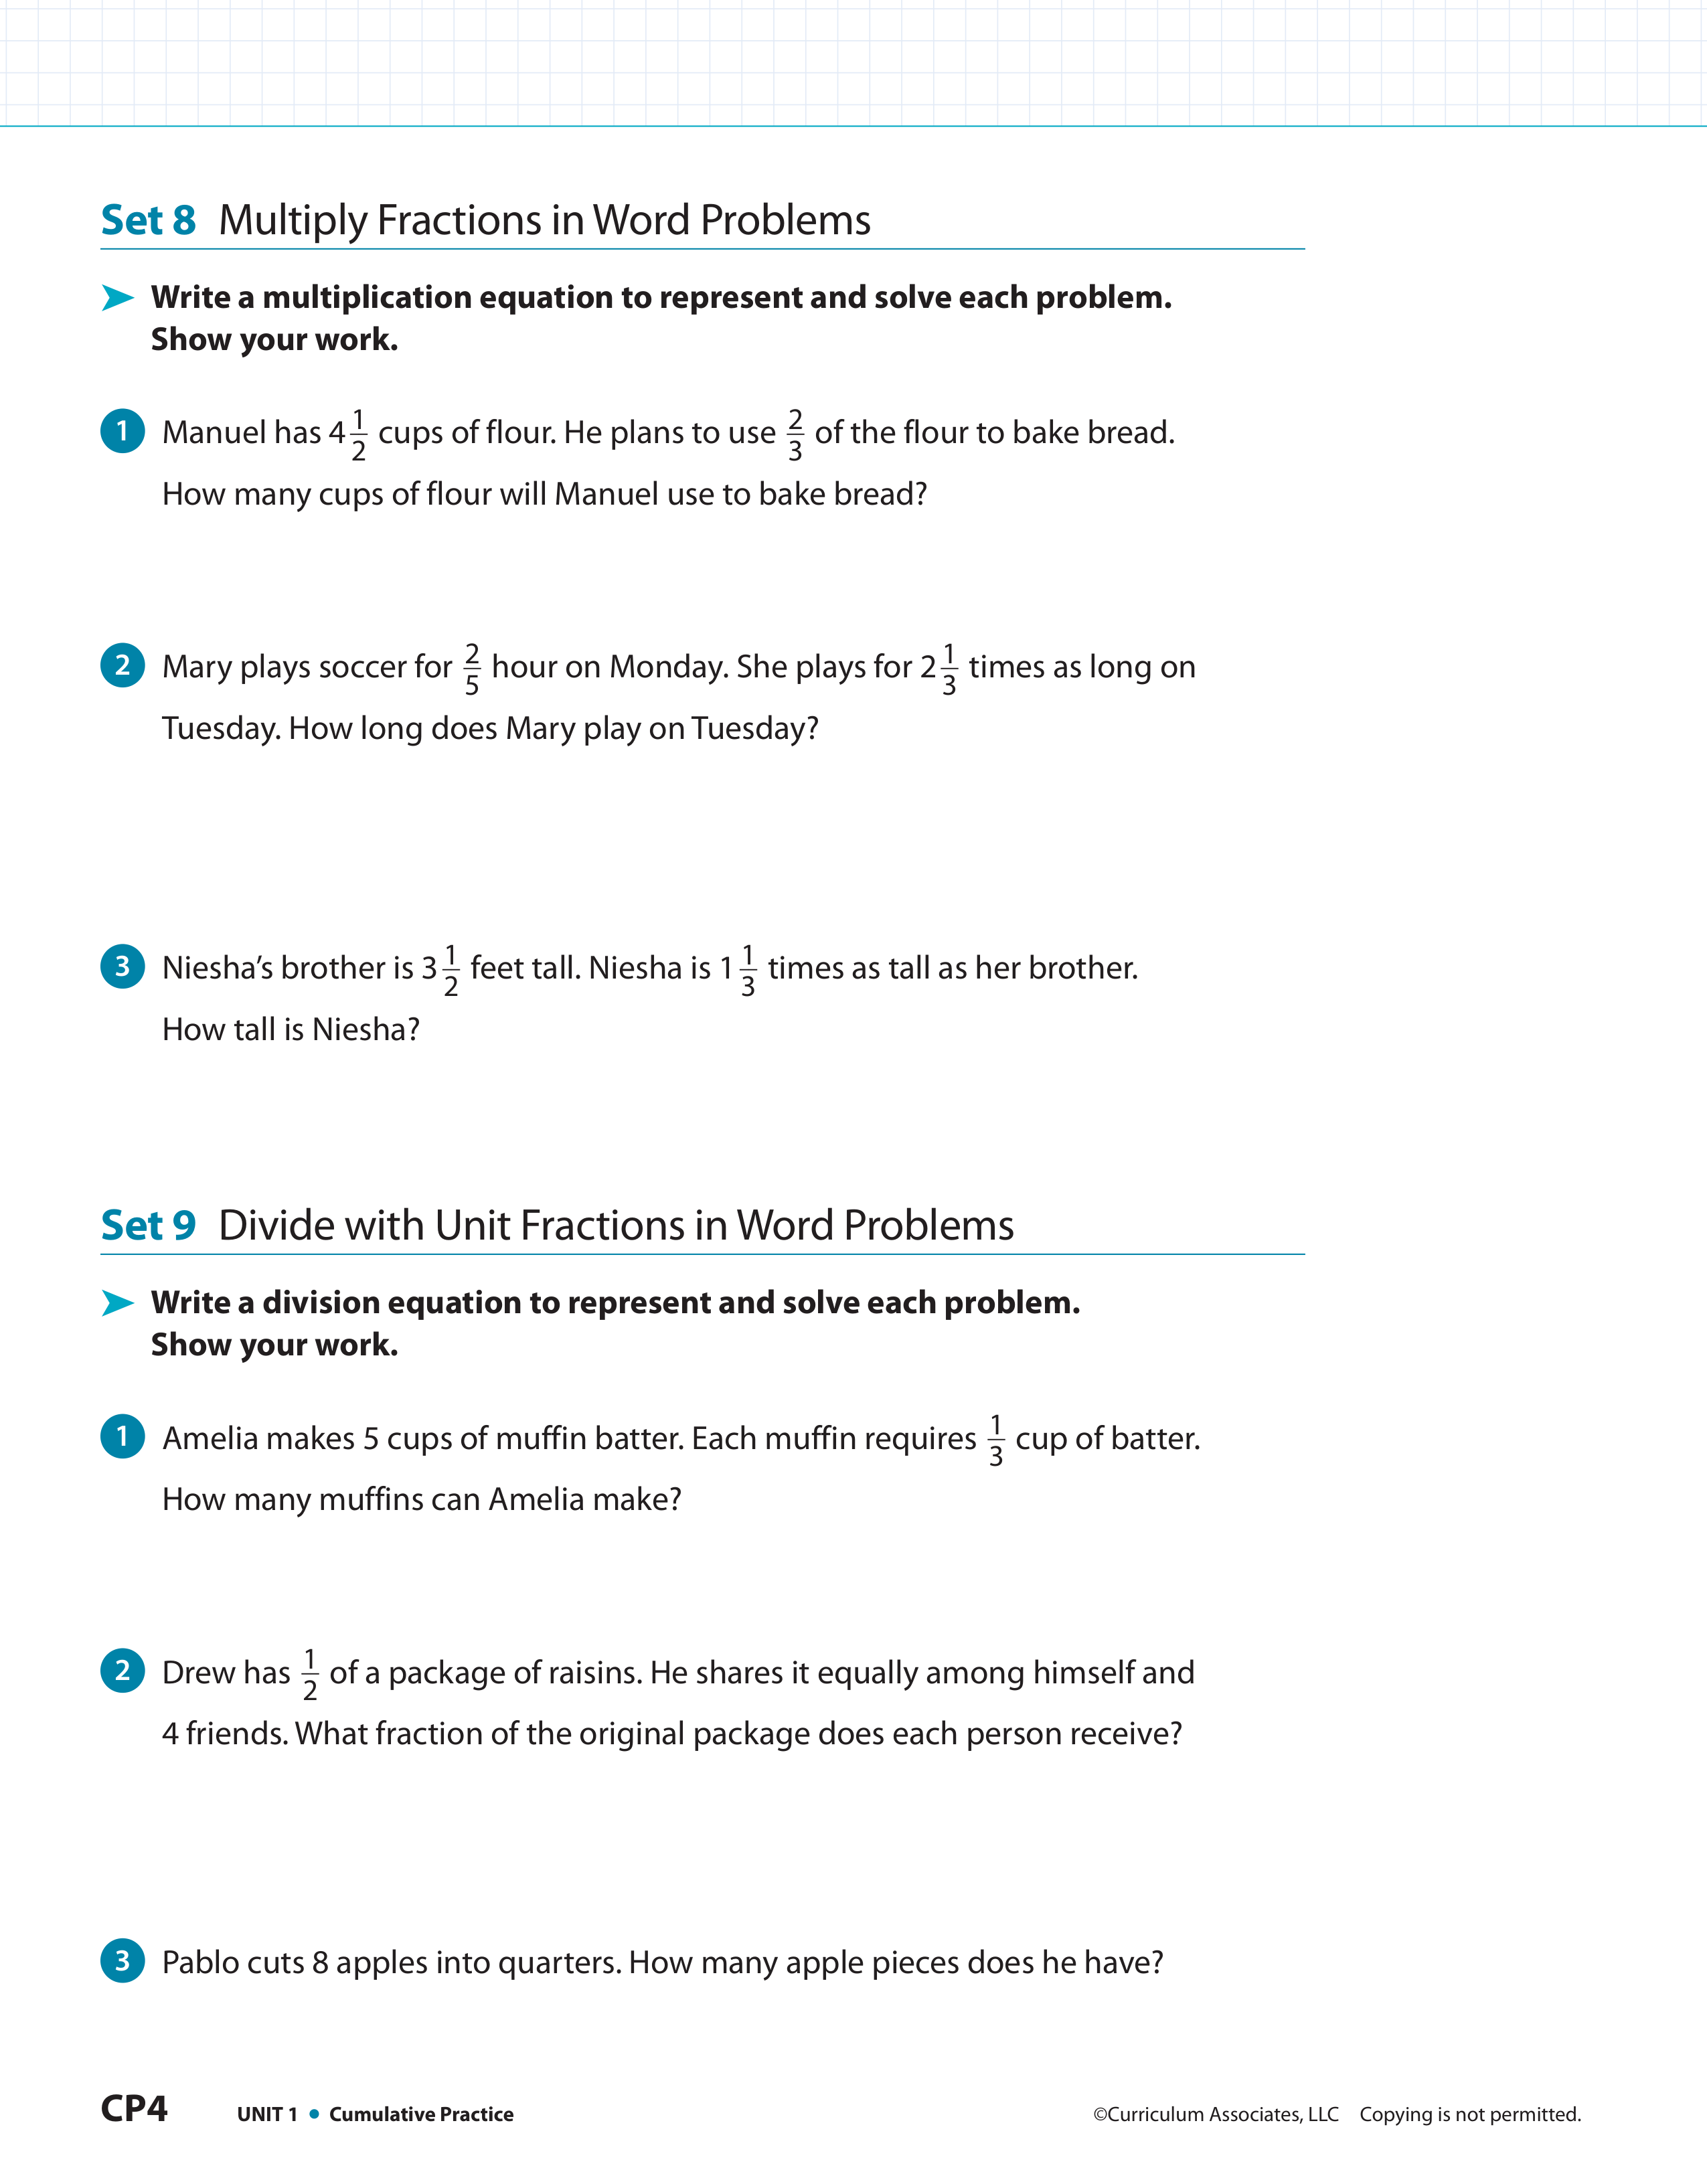 Set 8 Multiply Fractions in Word Problems
Write a multiplication equation to represent and solve each problem.
Show your work.
1 Manuel has 4 1/2 cups of flour. He plans to use 2/3 of the flour to bake bread.
How many cups of flour will Manuel use to bake bread?
2 Mary plays soccer for 2/5 hour on Monday. She plays for 2 1/3 times as long on
Tuesday. How long does Mary play on Tuesday?
3 Niesha’s brother is 3 1/2 feet tall. Niesha is 1 1/3 times as tall as her brother.
How tall is Niesha?
Set 9 Divide with Unit Fractions in Word Problems
Write a division equation to represent and solve each problem.
Show your work.
1 Amelia makes 5 cups of muffin batter. Each muffin requires 1/3 cup of batter.
How many muffins can Amelia make?
2 Drew has 1/2 of a package of raisins. He shares it equally among himself and
4 friends. What fraction of the original package does each person receive?
3 Pablo cuts 8 apples into quarters. How many apple pieces does he have?
CP4 UNIT 1 • Cumulative Practice ©Curriculum Associates, LLC Copying is not permitted.